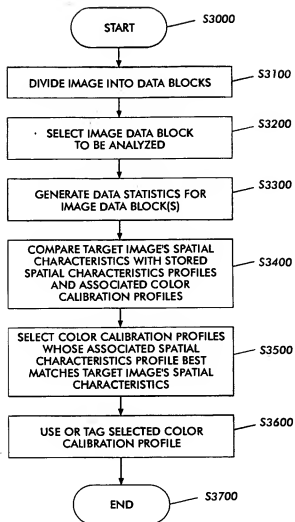 START
S3000
DIVIDE IMAGE INTO DATA BLOCKS
S3100
SELECT IMAGE DATA BLOCK
TO BE ANALYZED
S3200
GENERATE DATA STATISTICS FOR
IMAGE DATA BLOCK(S)
S3300
COMPARE TARGET IMAGE'S SPATIAL
CHARACTERISTICS WITH STORED
SPATIAL CHARACTERISTICS PROFILES
AND ASSOCIATED COLOR
CALIBRATION PROFILES
S3400
SELECT COLOR CALIBRATION PROFILES
WHOSE ASSOCIATED SPATIAL
CHARACTERISTICS PROFILE BEST
MATCHES TARGET IMAGE'S SPATIAL
CHARACTERISTICS
S3500
USE OR TAG SELECTED COLOR
CALIBRATION PROFILE
S3600
END
S3700